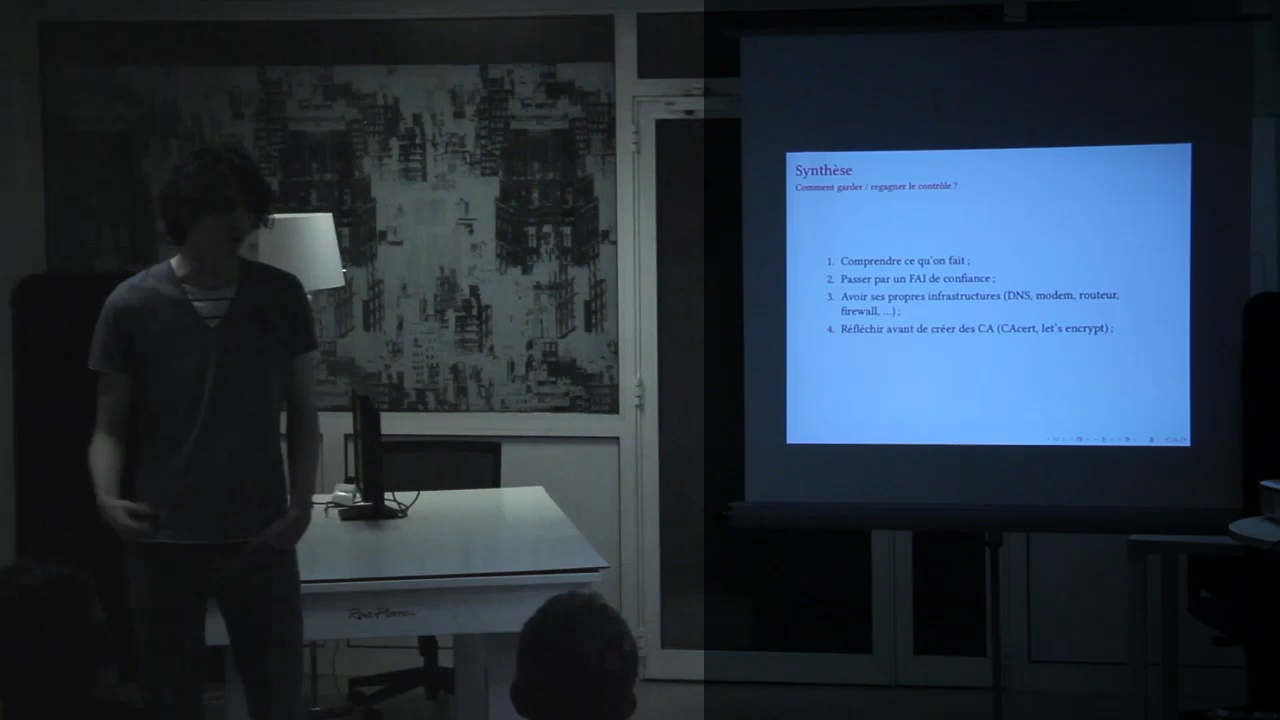 Synthèse
Comment garder / regagner le contrôle ?
1. Comprendre ce qu'on fait ;
2. Passer par un FAI de confiance ;
3. Avoir ses propres infrastructures (DNS, modem, routeur,
firewall, ...) ;
4. Réfléchir avant de créer des CA (CAcert, let's encrypt) ;